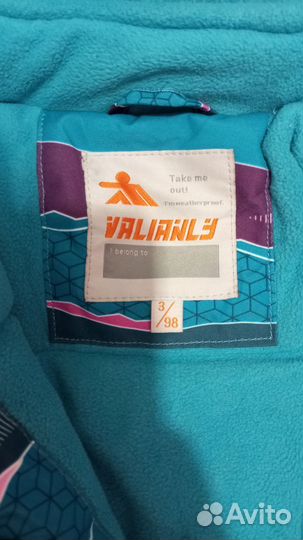 Take me
out!
I'm weatherproof.
VALIANLY
I belong to
3/98
Avito